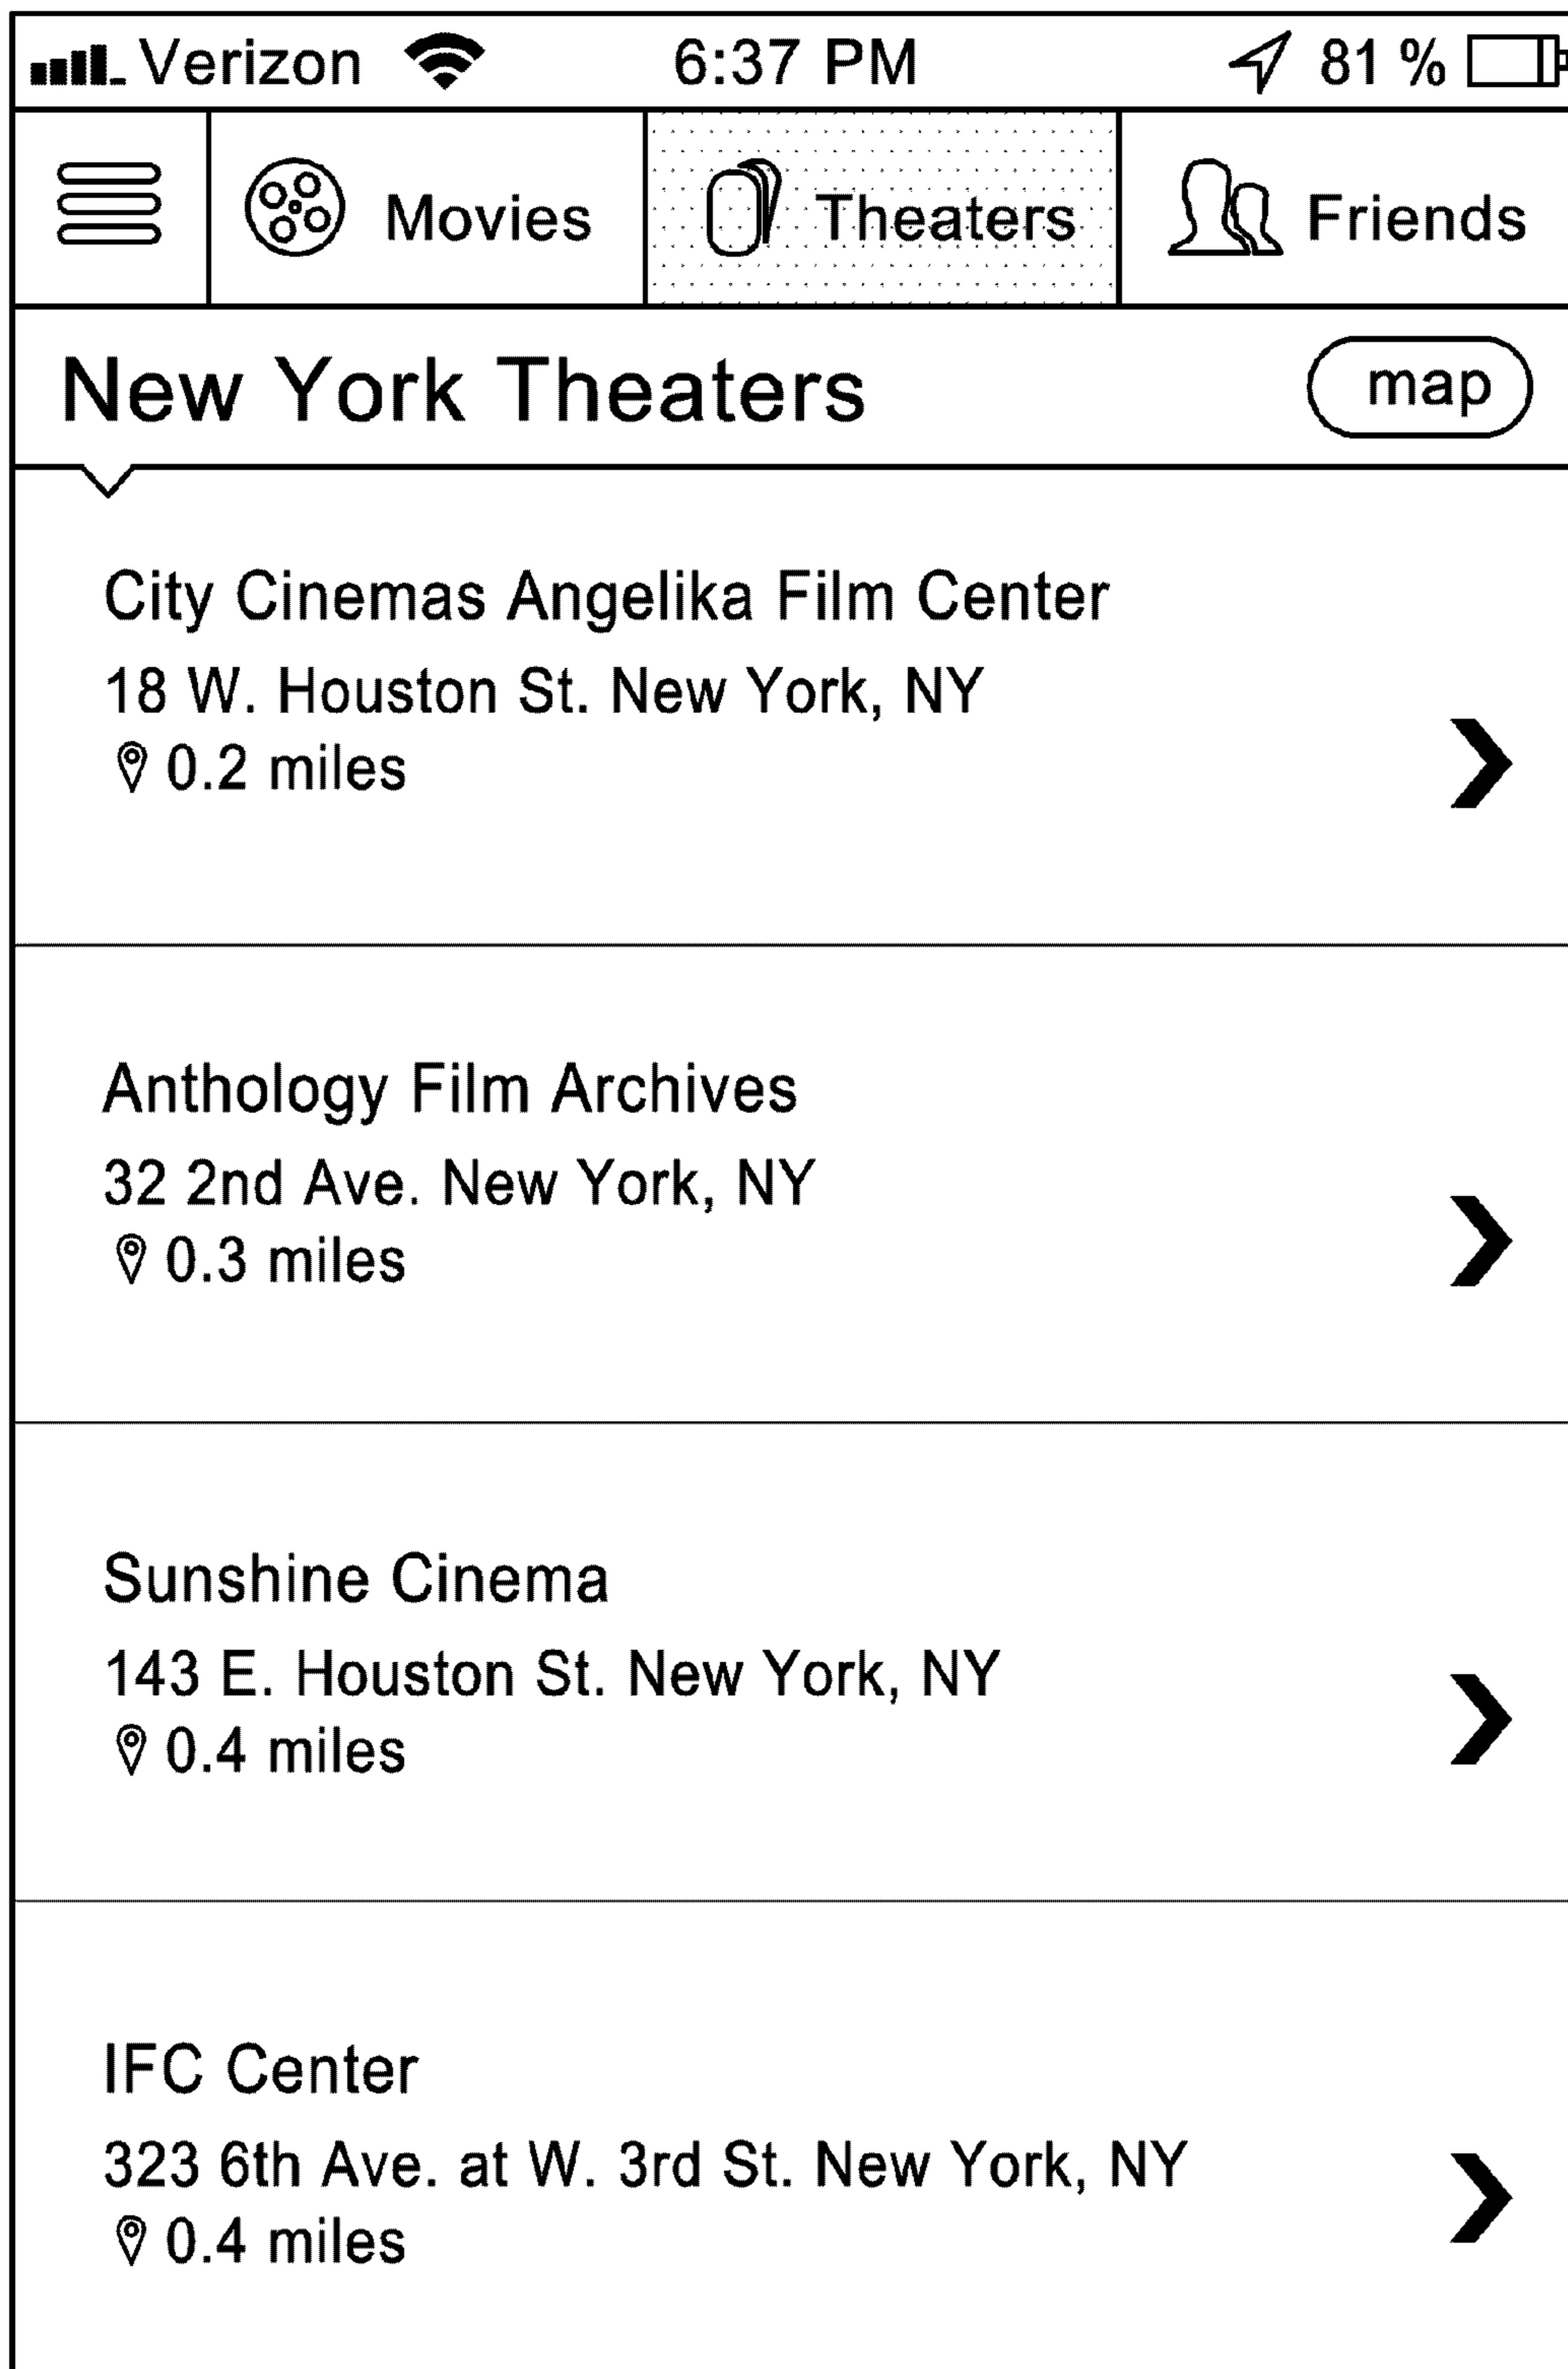 Verizon 6:37 PM 81 %
Movies Theaters Friends
New York Theaters map
City Cinemas Angelika Film Center
18 W. Houston St. New York, NY
0.2 miles
Anthology Film Archives
32 2nd Ave. New York, NY
0.3 miles
Sunshine Cinema
143 E. Houston St. New York, NY
0.4 miles
IFC Center
323 6th Ave. at W. 3rd St. New York, NY
0.4 miles